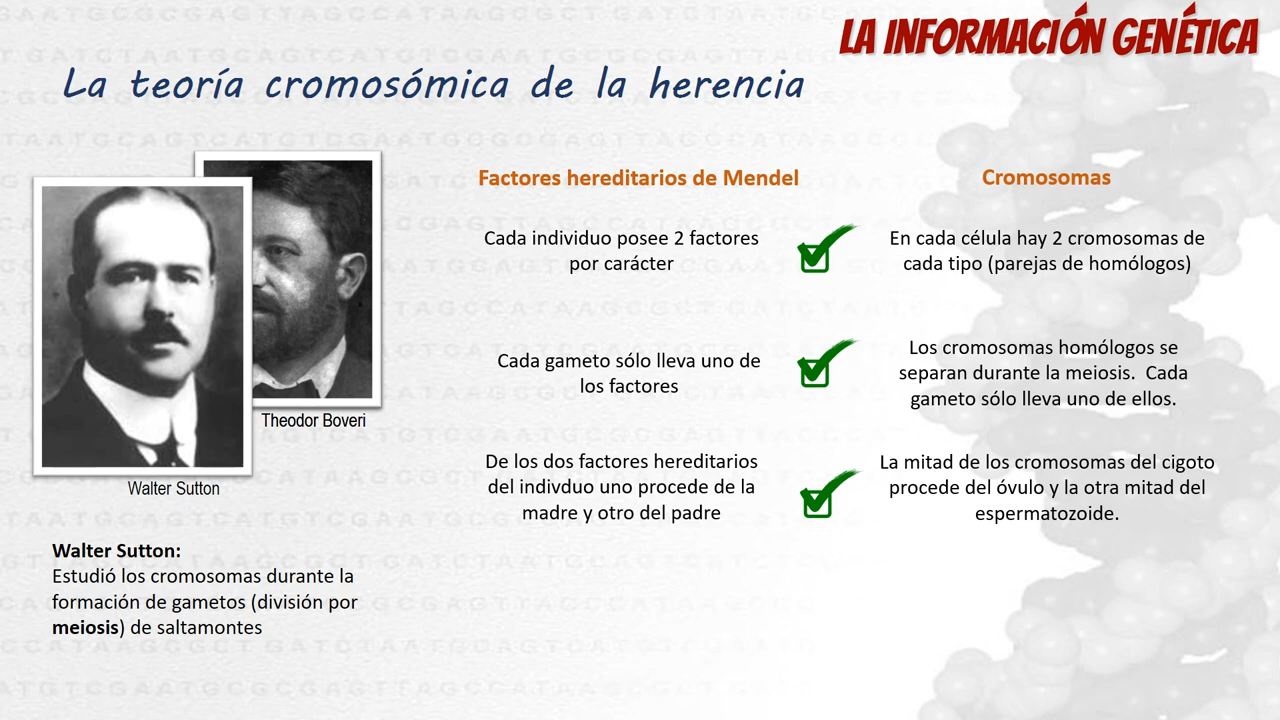 LA INFORMACIÓN GENÉTICA
La teoría cromosómica de la herencia
Factores hereditarios de Mendel
Cromosomas
Cada individuo posee 2 factores
por carácter
En cada célula hay 2 cromosomas de
cada tipo (parejas de homólogos)
Cada gameto sólo lleva uno de
los factores
Los cromosomas homólogos se
separan durante la meiosis. Cada
gameto sólo lleva uno de ellos.
De los dos factores hereditarios
del indivduo uno procede de la
madre y otro del padre
La mitad de los cromosomas del cigoto
procede del óvulo y la otra mitad del
espermatozoide.
Theodor Boveri
Walter Sutton
Walter Sutton:
Estudió los cromosomas durante la
formación de gametos (división por
meiosis) de saltamontes